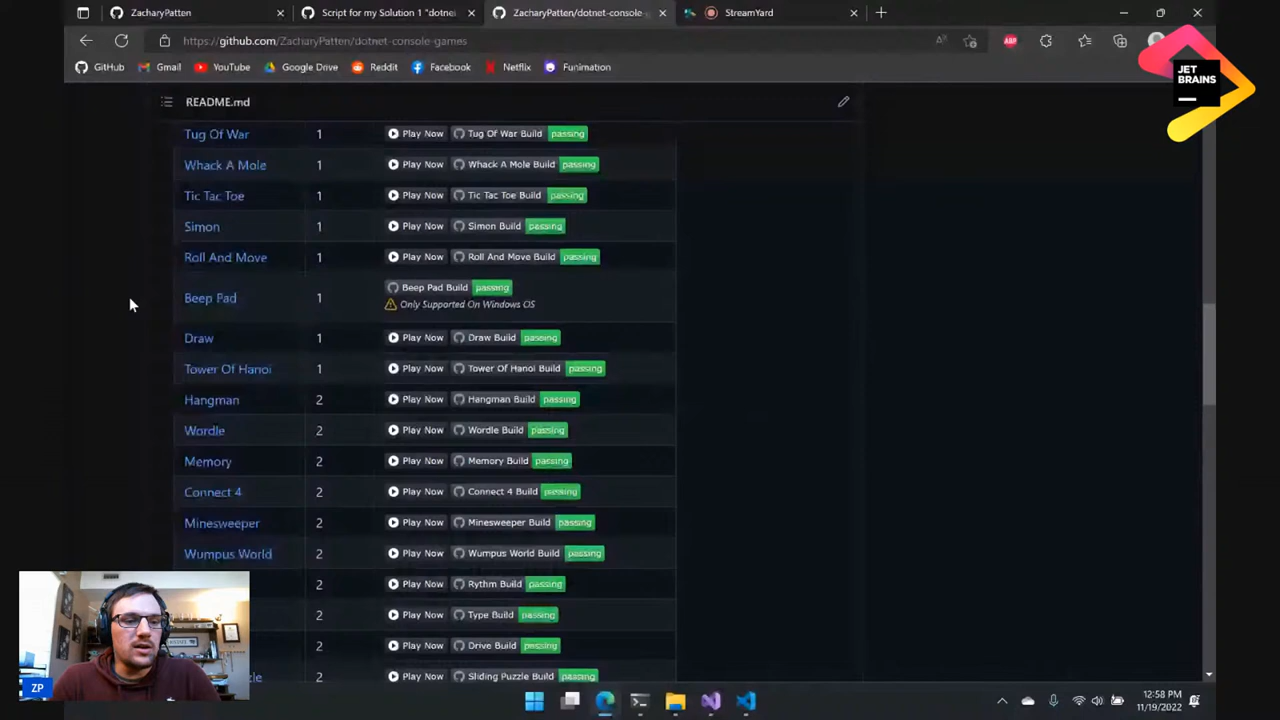 ZacharyPatten
Script for my Solution 1 "dotne
ZacharyPatten/dotnet-console-
StreamYard
https://github.com/ZacharyPatten/dotnet-console-games
GitHub
Gmail
YouTube
Google Drive
Reddit
Facebook
Netflix
Funimation
ABP
JET
BRAINS
README.md
Tug Of War 1 Play Now Tug Of War Build passing
Whack A Mole 1 Play Now Whack A Mole Build passing
Tic Tac Toe 1 Play Now Tic Tac Toe Build passing
Simon 1 Play Now Simon Build passing
Roll And Move 1 Play Now Roll And Move Build passing
Beep Pad 1 Beep Pad Build passing
Only Supported On Windows OS
Draw 1 Play Now Draw Build passing
Tower Of Hanoi 1 Play Now Tower Of Hanoi Build passing
Hangman 2 Play Now Hangman Build passing
Wordle 2 Play Now Wordle Build passing
Memory 2 Play Now Memory Build passing
Connect 4 2 Play Now Connect 4 Build passing
Minesweeper 2 Play Now Minesweeper Build passing
Wumpus World 2 Play Now Wumpus World Build passing
2 Play Now Rythm Build passing
2 Play Now Type Build passing
2 Play Now Drive Build passing
zle 2 Play Now Sliding Puzzle Build passing
ZP
12:58 PM
11/19/2022